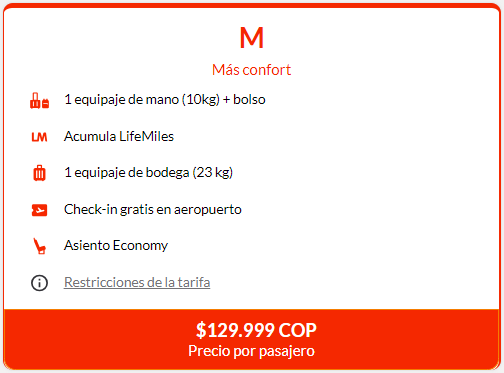 M
Más confort
1 equipaje de mano (10kg) + bolso
LM Acumula LifeMiles
1 equipaje de bodega (23 kg)
Check-in gratis en aeropuerto
Asiento Economy
Restricciones de la tarifa
$129.999 COP
Precio por pasajero